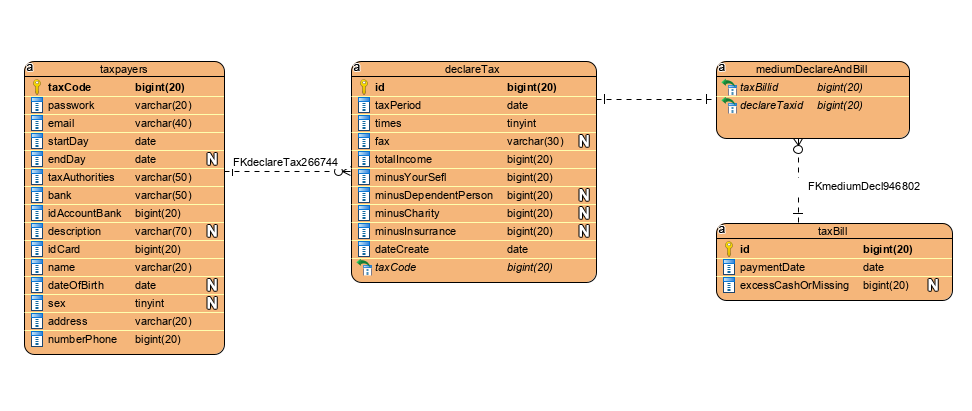 a
taxpayers
taxCode bigint(20)
passwork varchar(20)
email varchar(40)
startDay date
endDay date N
taxAuthorities varchar(50)
bank varchar(50)
idAccountBank bigint(20)
description varchar(70) N
idCard bigint(20)
name varchar(20)
dateOfBirth date N
sex tinyint N
address varchar(20)
numberPhone bigint(20)
FKdeclareTax266744
a
declareTax
id bigint(20)
taxPeriod date
times tinyint
fax varchar(30) N
totalIncome bigint(20)
minusYourSefl bigint(20)
minusDependentPerson bigint(20) N
minusCharity bigint(20) N
minusInsurrance bigint(20) N
dateCreate date
taxCode bigint(20)
a
mediumDeclareAndBill
taxBillid bigint(20)
declareTaxid bigint(20)
FKmediumDecl946802
a
taxBill
id bigint(20)
paymentDate date
excessCashOrMissing bigint(20) N